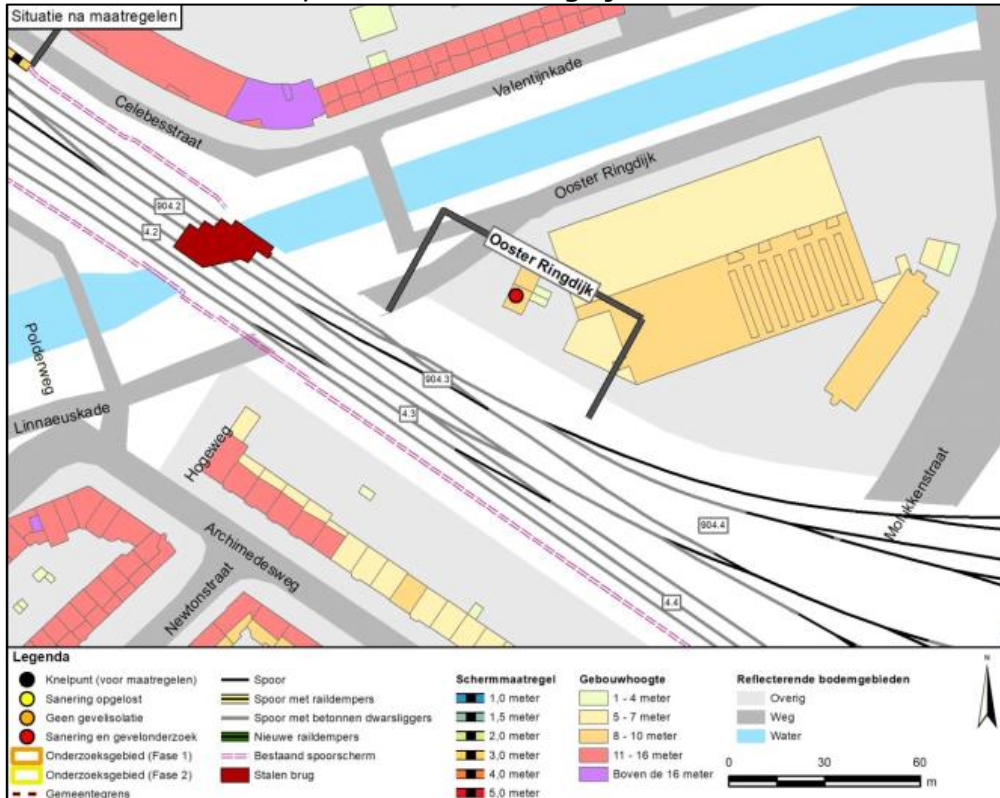 Situatie na maatregelen
Valentijnkade
Celebesstraat
Ooster Ringdijk
904.2
4.2
Ooster Ringdijk
Polderweg
904.3
Linnaeuskade
4.3
Hogeweg
Molukkenstraat
904.4
Archimedesweg
Newtonstraat
4.4
Legenda
Knelpunt (voor maatregelen)
Sanering opgelost
Geen gevelisolatie
Sanering en gevelonderzoek
Onderzoeksgebied (Fase 1)
Onderzoeksgebied (Fase 2)
Gemeentegrens
Spoor
Spoor met raildempers
Spoor met betonnen dwarsliggers
Nieuwe raildempers
Bestaand spoorscherm
Stalen brug
Schermmaatregel
1,0 meter
1,5 meter
2,0 meter
3,0 meter
4,0 meter
5,0 meter
Gebouwhoogte
1 - 4 meter
5 - 7 meter
8 - 10 meter
11 - 16 meter
Boven de 16 meter
Reflecterende bodemgebieden
Overig
Weg
Water
N
0 30 60
m